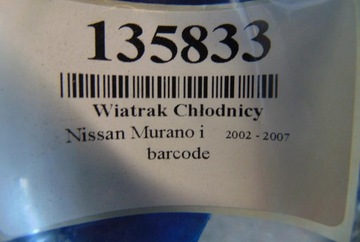 135833
Wiatrak Chłodnicy
Nissan Murano i 2002 - 2007
barcode